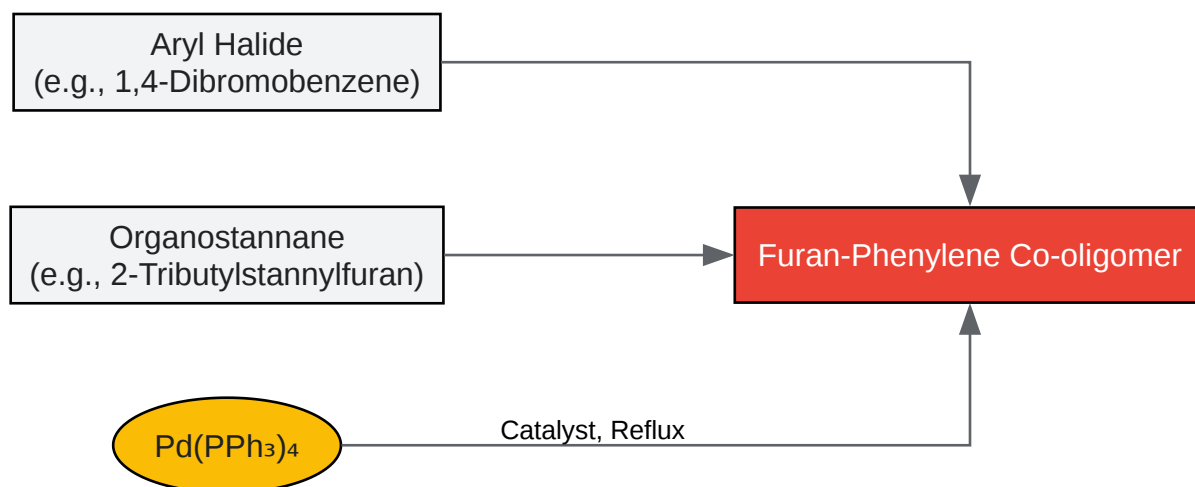 Aryl Halide
(e.g., 1,4-Dibromobenzene)
Organostannane
(e.g., 2-Tributylstannylfuran)
Furan-Phenylene Co-oligomer
Catalyst, Reflux
Pd(PPh₃)₄